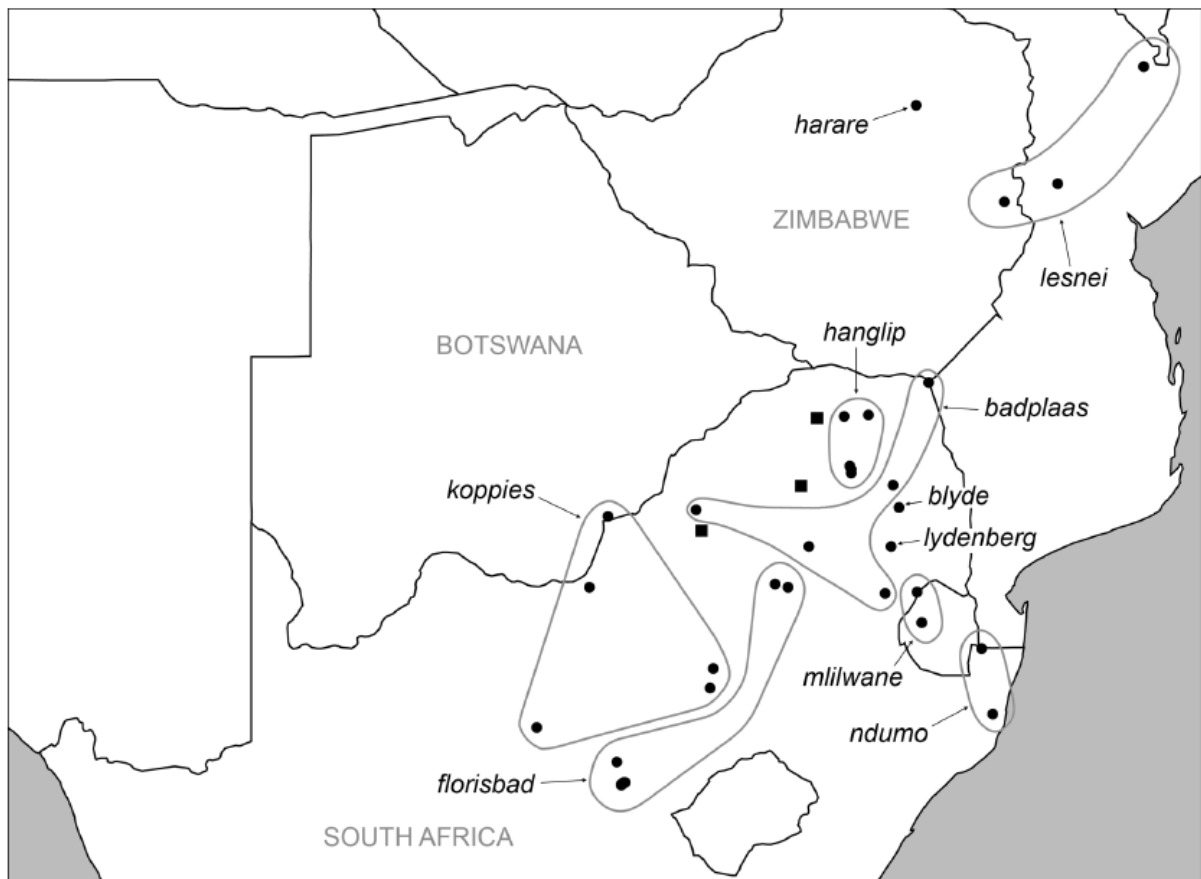 harare
ZIMBABWE
lesnei
hanglip
BOTSWANA
badplaas
koppies
blyde
lydenberg
mlilwane
ndumo
florisbad
SOUTH AFRICA